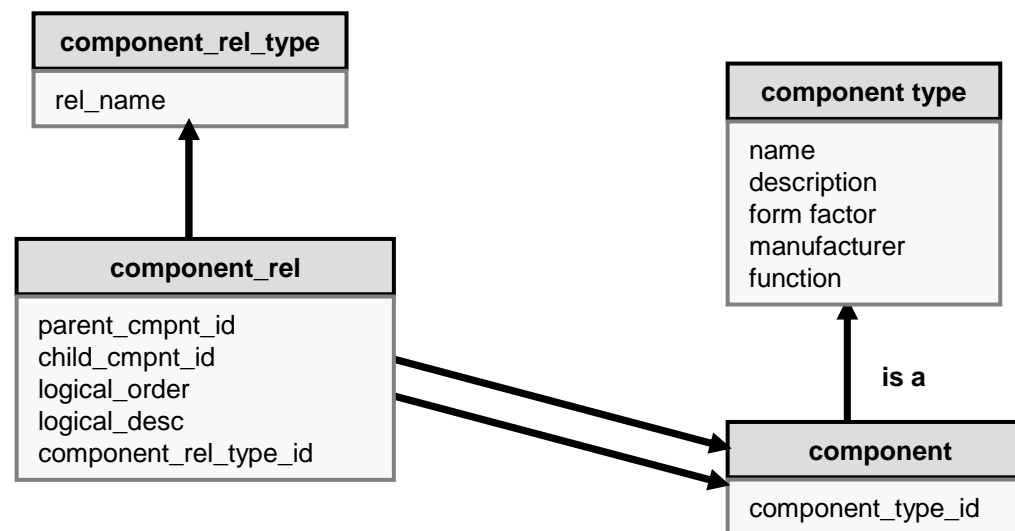 component_rel_type
rel_name
component type
name
description
form factor
manufacturer
function
component_rel
parent_cmpnt_id
child_cmpnt_id
logical_order
logical_desc
component_rel_type_id
is a
component
component_type_id